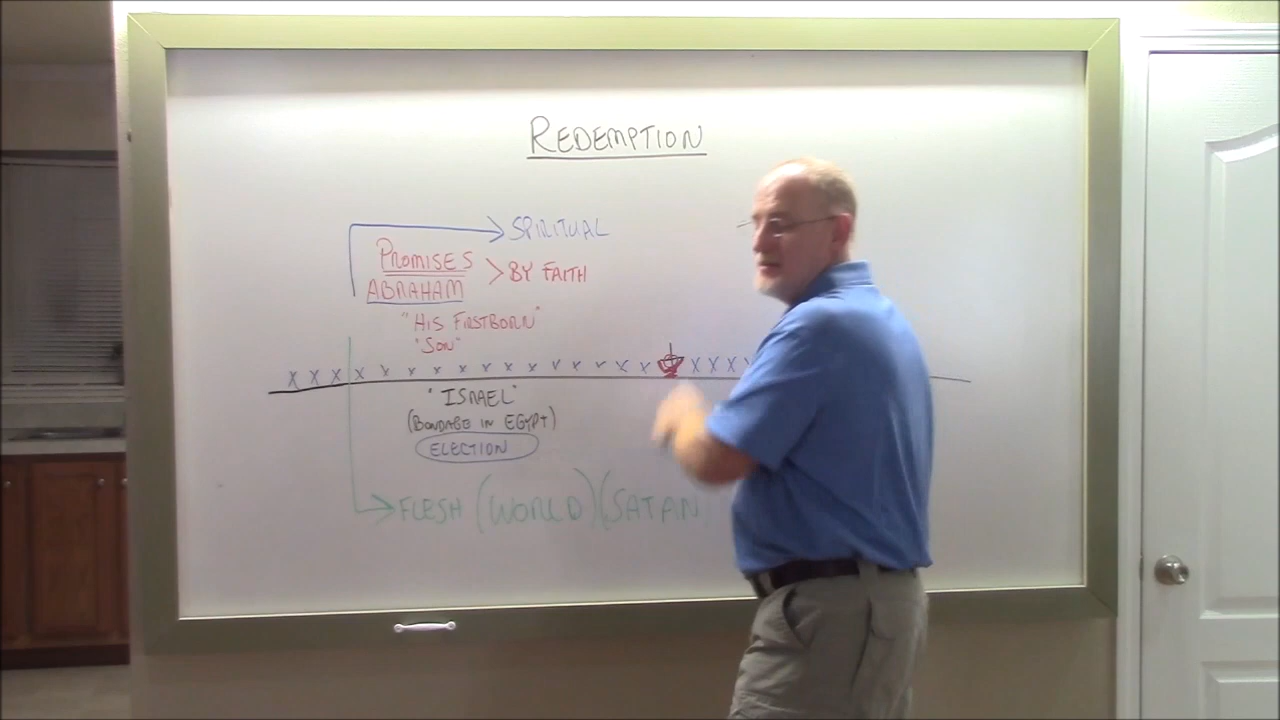 REDEMPTION
SPIRITUAL
PROMISES > BY FAITH
ABRAHAM
"HIS FIRSTBORN"
"SON"
x x x x x x x x x x x x x x x x x x x
"ISRAEL"
(BONDAGE IN EGYPT)
ELECTION
FLESH (WORLD) (SATAN)